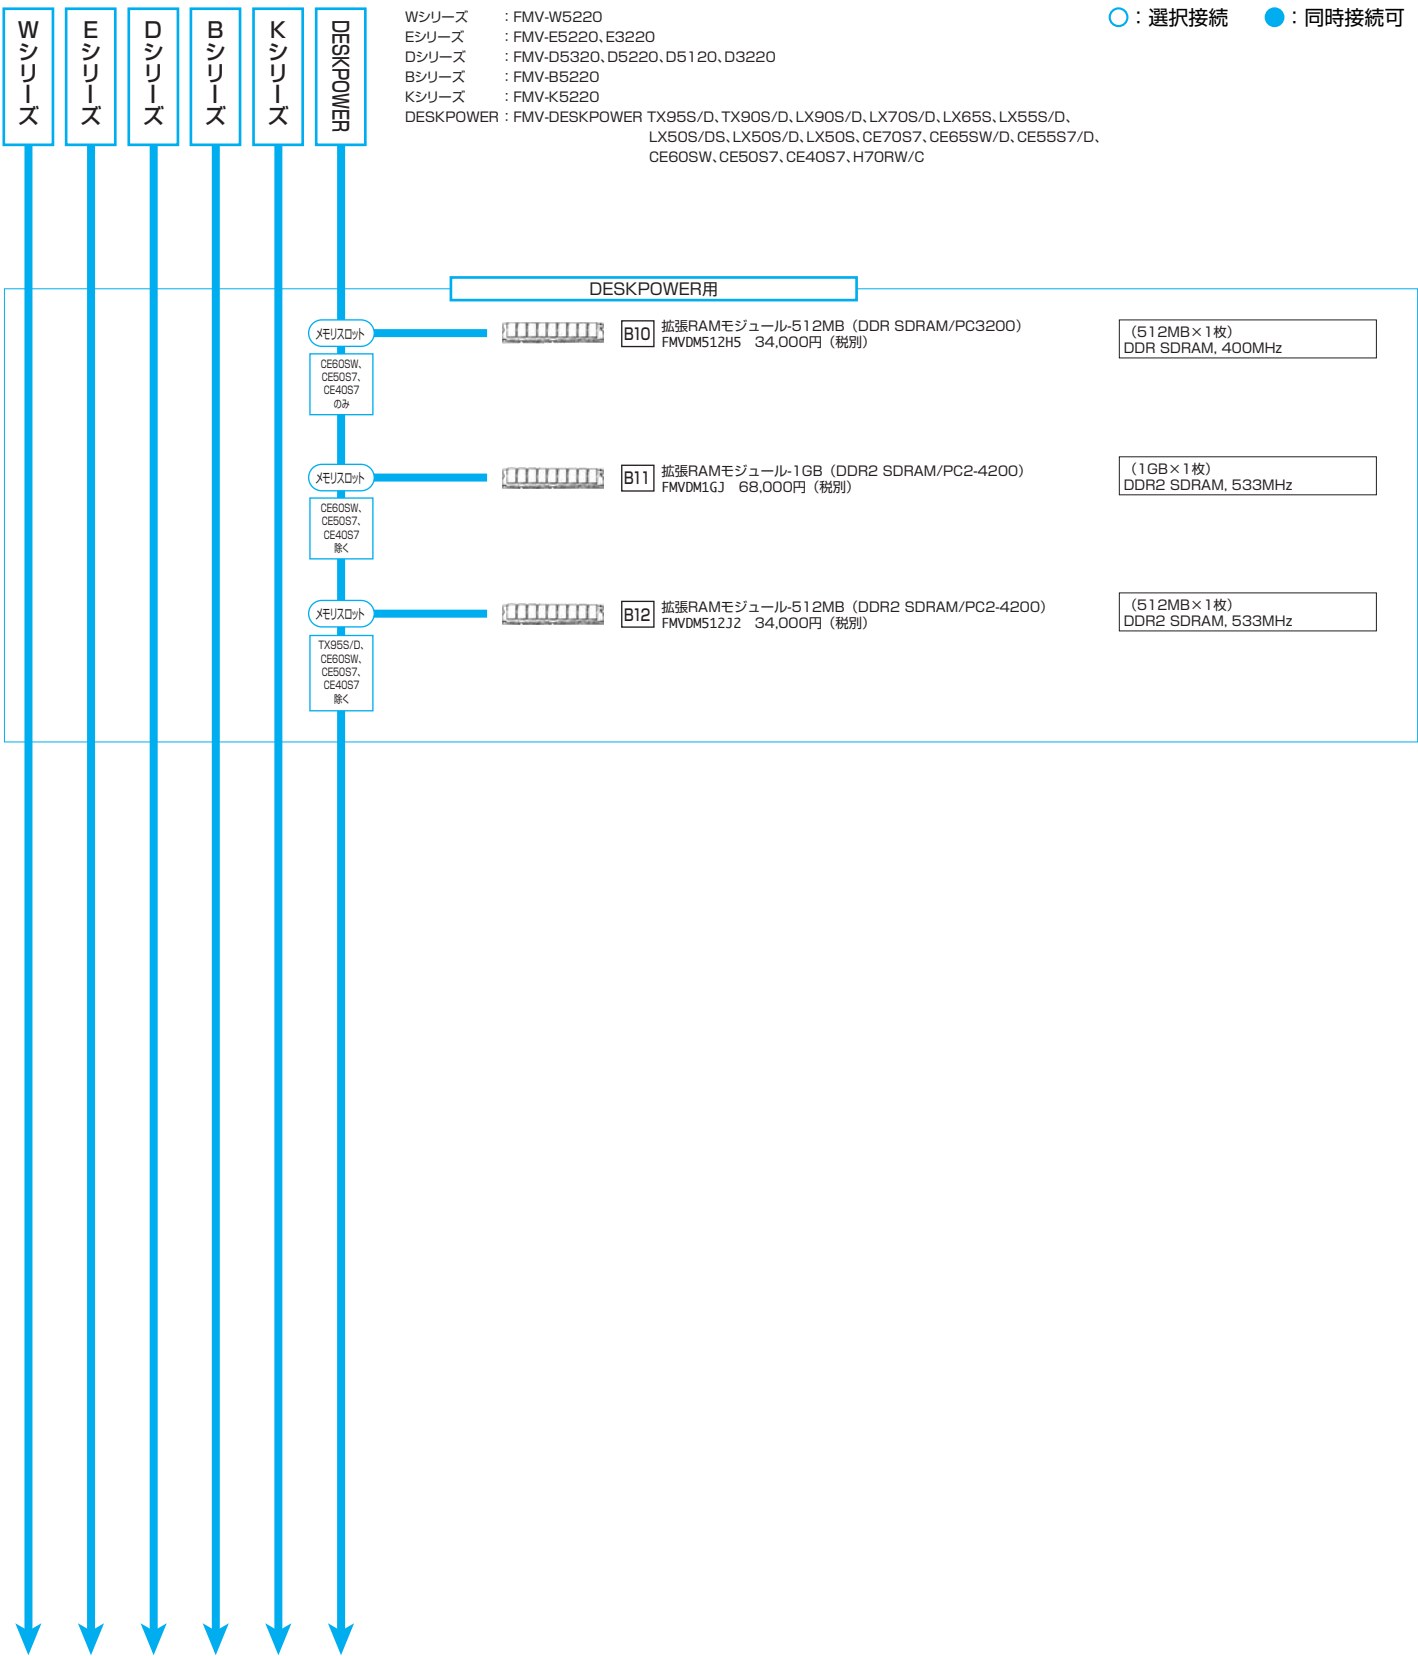 Wシリーズ
Eシリーズ
Dシリーズ
Bシリーズ
Kシリーズ
DESKPOWER
Wシリーズ：FMV-W5220
Eシリーズ：FMV-E5220、E3220
Dシリーズ：FMV-D5320、D5220、D5120、D3220
Bシリーズ：FMV-B5220
Kシリーズ：FMV-K5220
DESKPOWER：FMV-DESKPOWER TX95S/D、TX90S/D、LX90S/D、LX70S/D、LX65S、LX55S/D、
LX50S/DS、LX50S/D、LX50S、CE70S7、CE65SW/D、CE55S7/D、
CE60SW、CE50S7、CE40S7、H70RW/C
○：選択接続 ●：同時接続可
DESKPOWER用
メモリスロット
CE60SW、
CE50S7、
CE40S7
のみ
B10 拡張RAMモジュール-512MB（DDR SDRAM/PC3200）
FMVDM512H5 34,000円（税別）
（512MB×1枚）
DDR SDRAM, 400MHz
メモリスロット
CE60SW、
CE50S7、
CE40S7
除く
B11 拡張RAMモジュール-1GB（DDR2 SDRAM/PC2-4200）
FMVDM1GJ 68,000円（税別）
（1GB×1枚）
DDR2 SDRAM, 533MHz
メモリスロット
TX95S/D、
CE60SW、
CE50S7、
CE40S7
除く
B12 拡張RAMモジュール-512MB（DDR2 SDRAM/PC2-4200）
FMVDM512J2 34,000円（税別）
（512MB×1枚）
DDR2 SDRAM, 533MHz